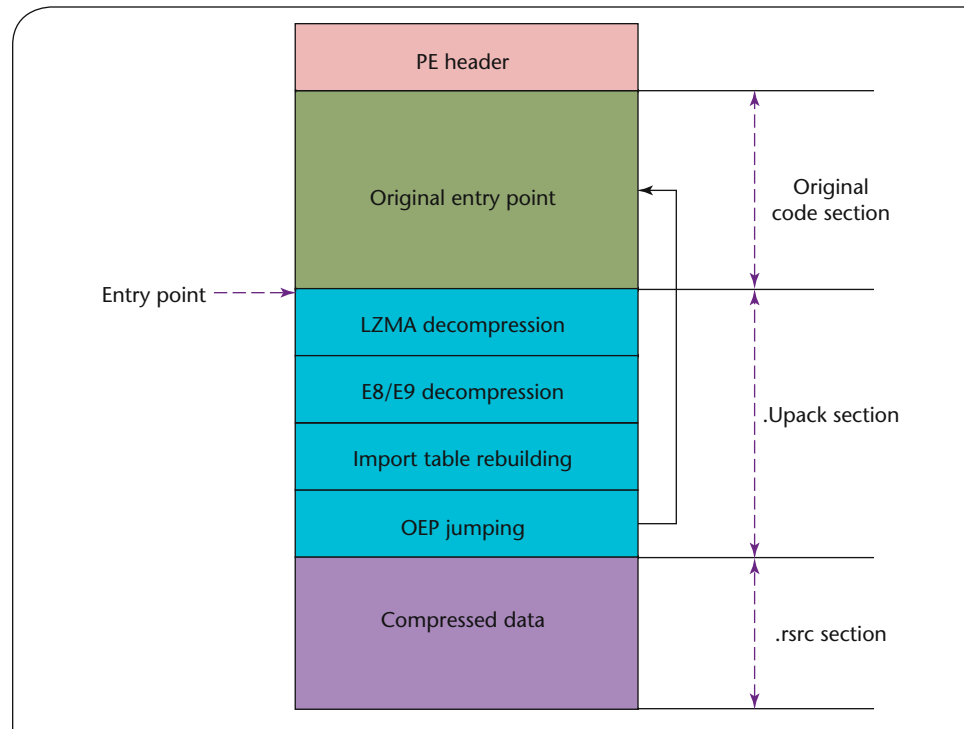 PE header
Original entry point
Original
code section
Entry point
LZMA decompression
E8/E9 decompression
Import table rebuilding
.Upack section
OEP jumping
Compressed data
.rsrc section